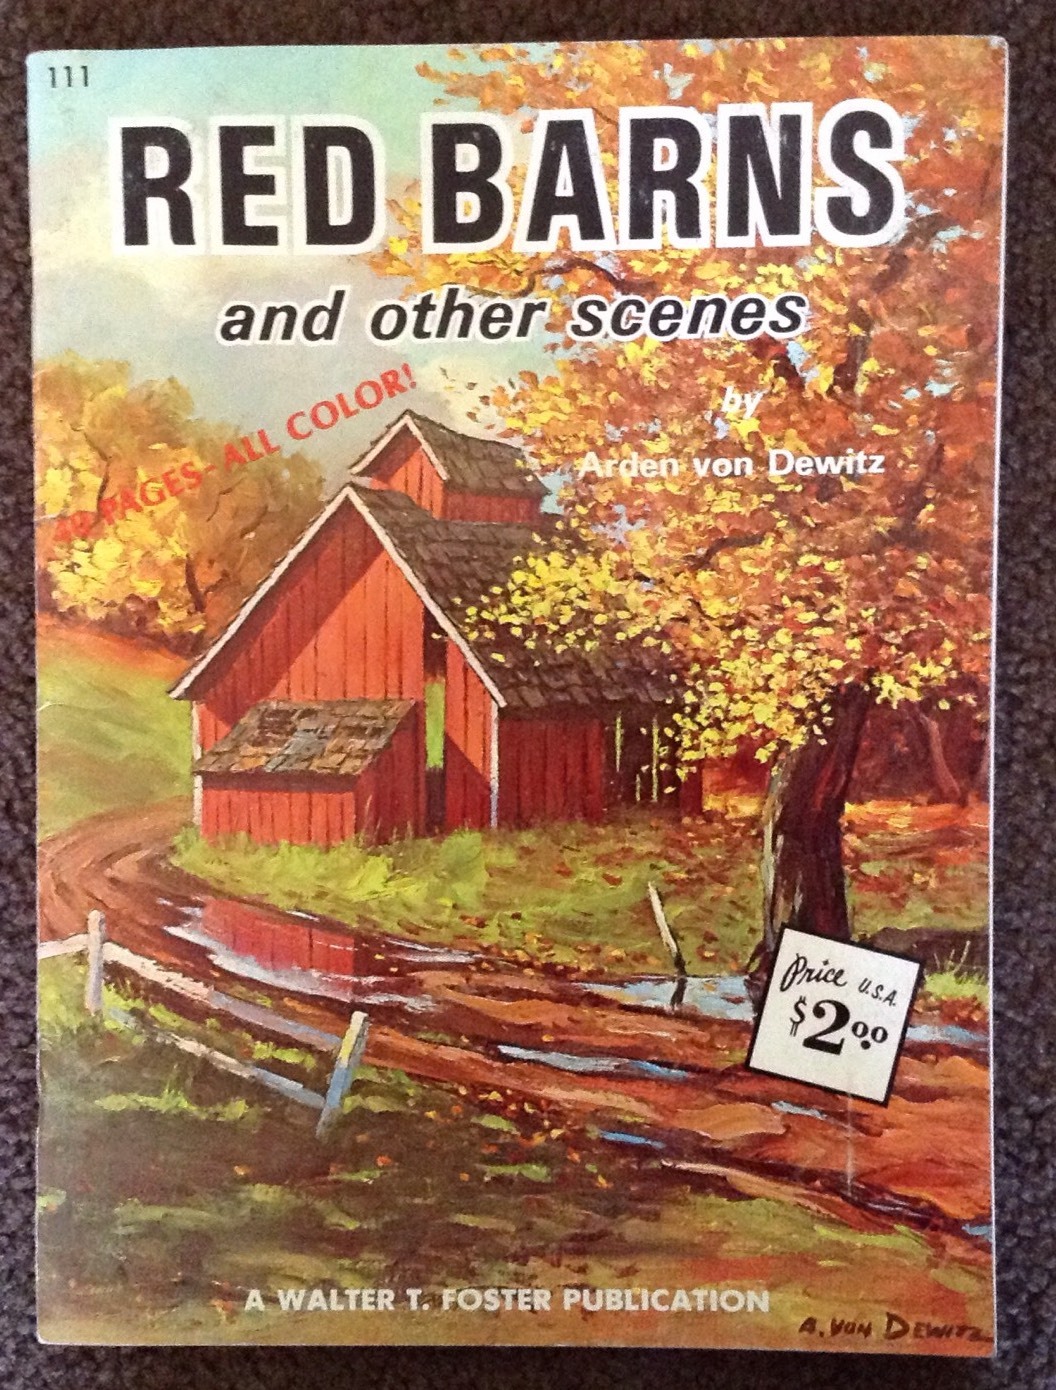 111
RED BARNS
and other scenes
by
Arden von Dewitz
48 PAGES-ALL COLOR!
Price U.S.A.
$2.00
A WALTER T. FOSTER PUBLICATION
A. VON DEWITZ